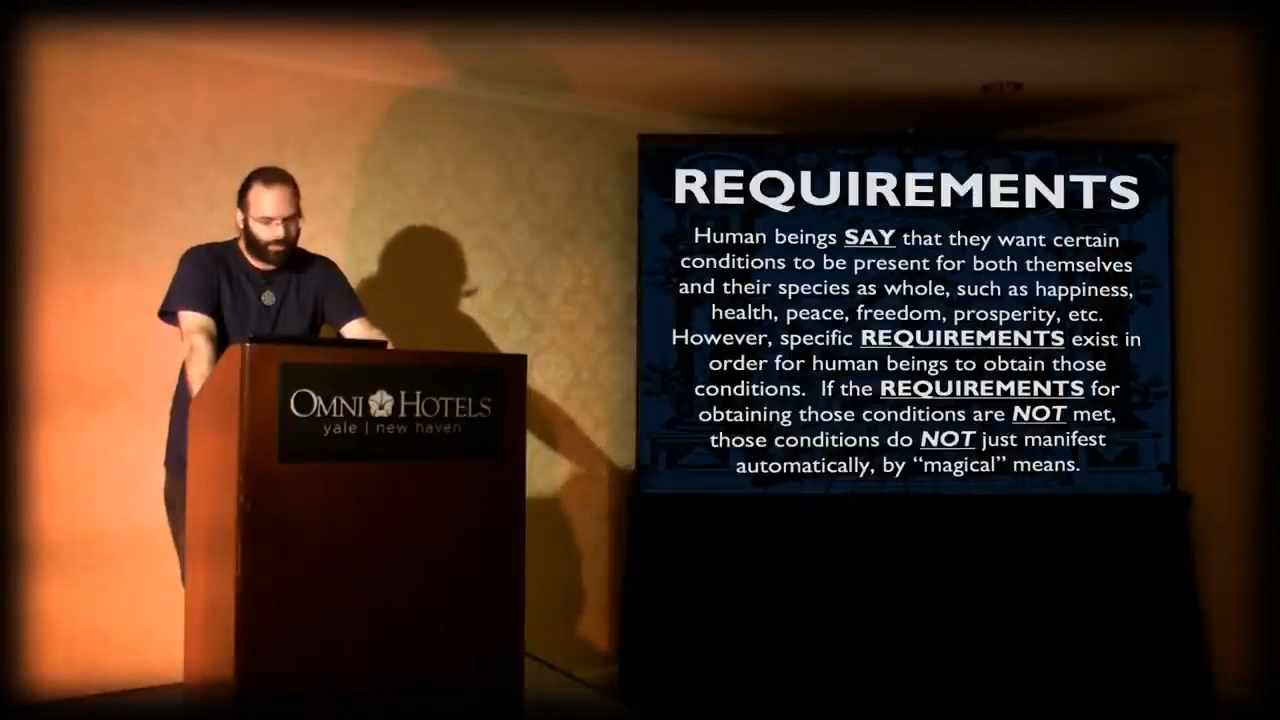 OMNI HOTELS
yale | new haven
REQUIREMENTS
Human beings SAY that they want certain
conditions to be present for both themselves
and their species as whole, such as happiness,
health, peace, freedom, prosperity, etc.
However, specific REQUIREMENTS exist in
order for human beings to obtain those
conditions. If the REQUIREMENTS for
obtaining those conditions are NOT met,
those conditions do NOT just manifest
automatically, by “magical” means.